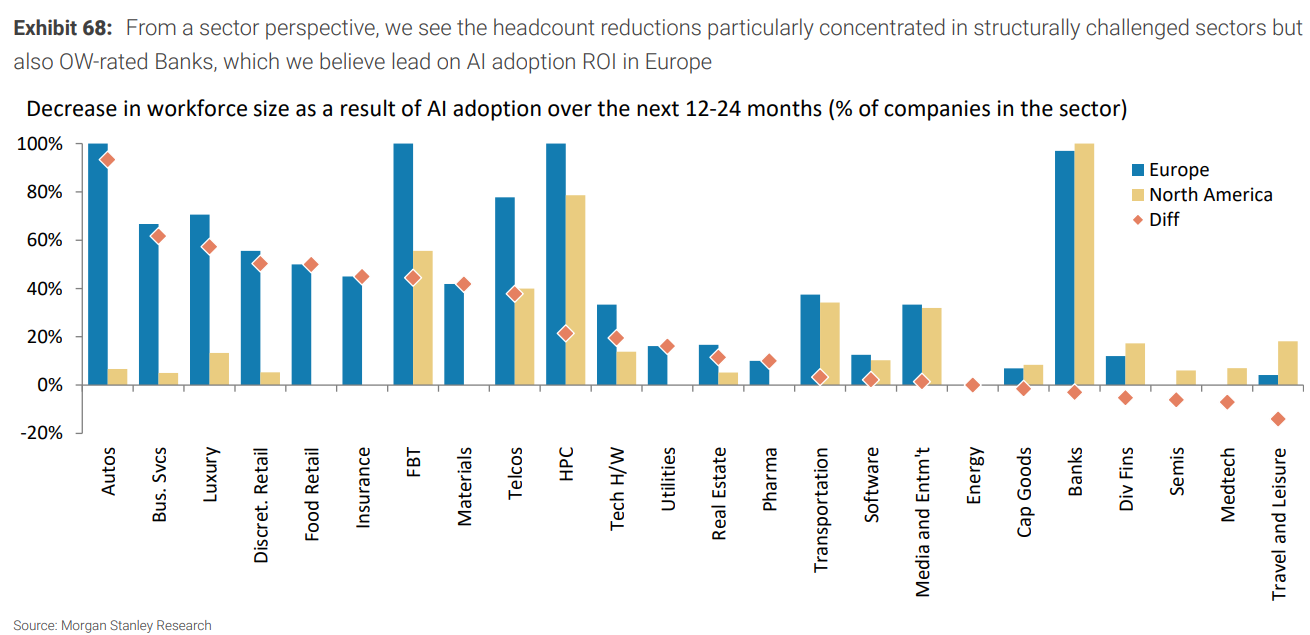 Exhibit 68: From a sector perspective, we see the headcount reductions particularly concentrated in structurally challenged sectors but
also OW-rated Banks, which we believe lead on AI adoption ROI in Europe
Decrease in workforce size as a result of AI adoption over the next 12-24 months (% of companies in the sector)
100%
80%
60%
40%
20%
0%
-20%
Europe
North America
Diff
Autos
Bus. Svcs
Luxury
Discret. Retail
Food Retail
Insurance
FBT
Materials
Telcos
HPC
Tech H/W
Utilities
Real Estate
Pharma
Transportation
Software
Media and Entm't
Energy
Cap Goods
Banks
Div Fins
Semis
Medtech
Travel and Leisure
Source: Morgan Stanley Research